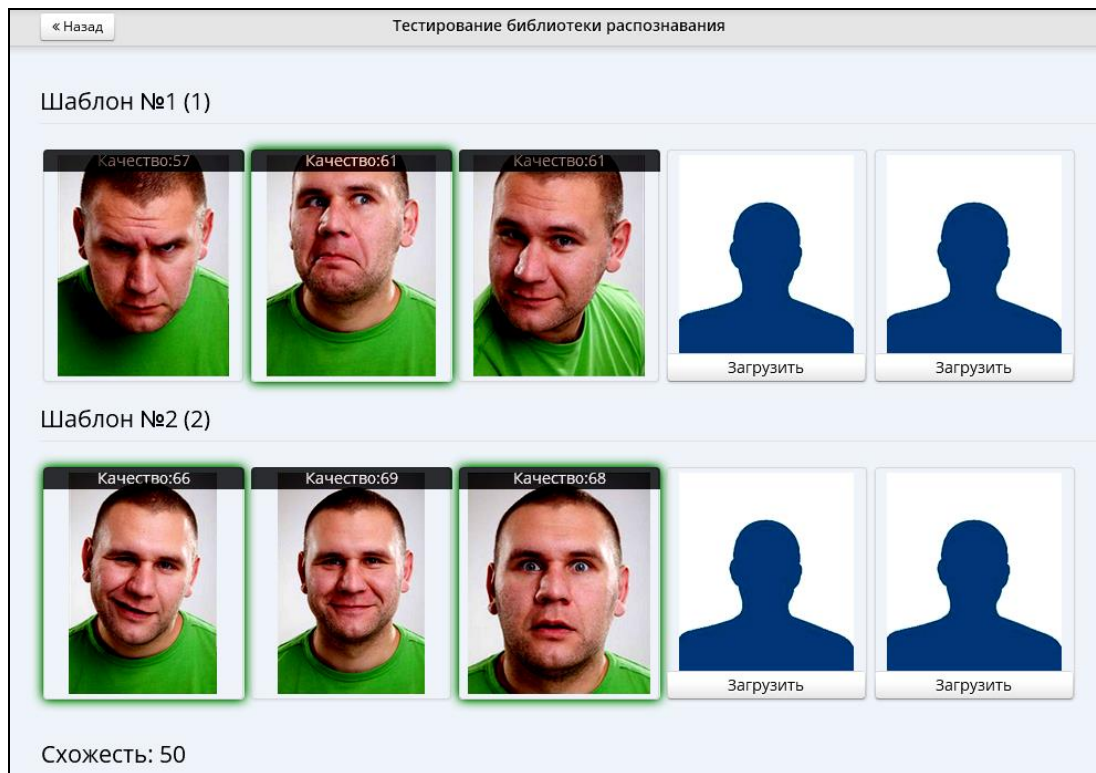 « Назад
Тестирование библиотеки распознавания
Шаблон №1 (1)
Качество:57
Качество:61
Качество:61
Загрузить
Загрузить
Шаблон №2 (2)
Качество:66
Качество:69
Качество:68
Загрузить
Загрузить
Схожесть: 50